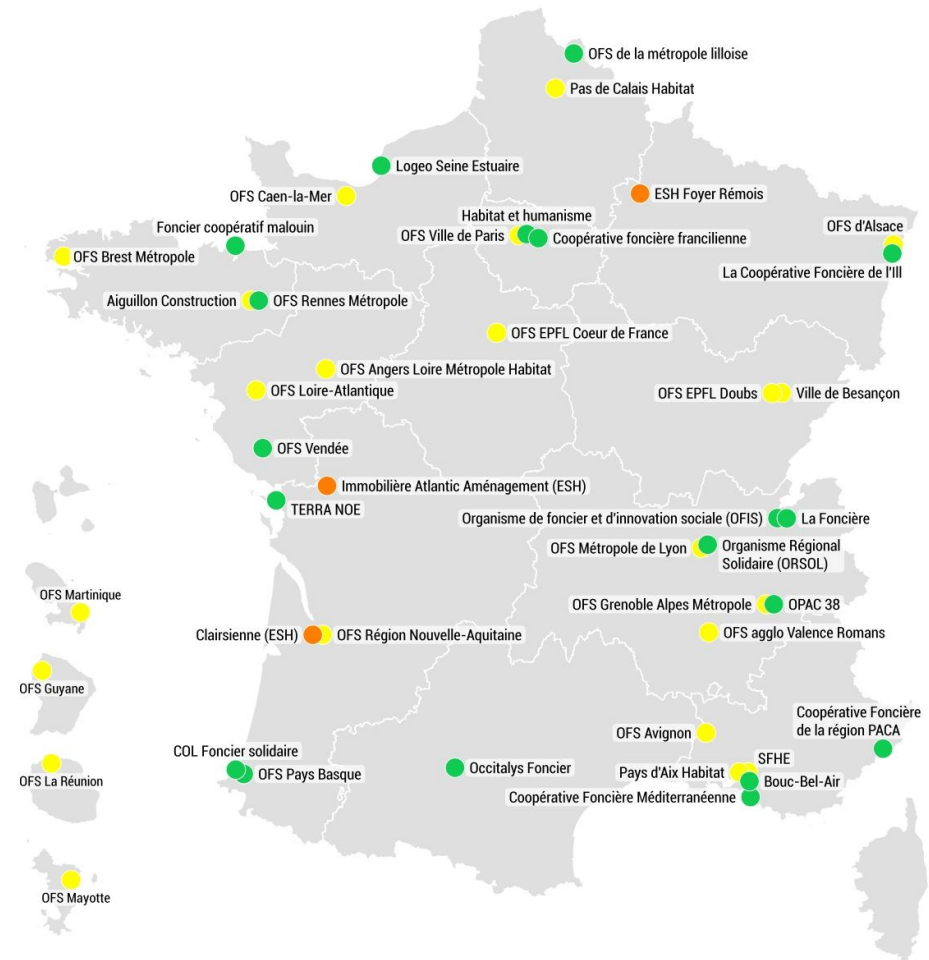 OFS de la métropole lilloise
Pas de Calais Habitat
Logeo Seine Estuaire
OFS Caen-la-Mer
ESH Foyer Rémois
Habitat et humanisme
Foncier coopératif malouin
OFS d'Alsace
OFS Ville de Paris
Coopérative foncière francilienne
OFS Brest Métropole
La Coopérative Foncière de l'Ill
Aiguillon Construction
OFS Rennes Métropole
OFS EPFL Coeur de France
OFS Angers Loire Métropole Habitat
OFS Loire-Atlantique
OFS EPFL Doubs
Ville de Besançon
OFS Vendée
Immobilière Atlantic Aménagement (ESH)
TERRA NOE
Organisme de foncier et d'innovation sociale (OFIS)
La Foncière
OFS Métropole de Lyon
Organisme Régional
Solidaire (ORSOL)
OFS Martinique
OFS Grenoble Alpes Métropole
OPAC 38
Clairsienne (ESH)
OFS Région Nouvelle-Aquitaine
OFS agglo Valence Romans
OFS Guyane
Coopérative Foncière
de la région PACA
OFS Avignon
COL Foncier solidaire
SFHE
OFS Pays Basque
Occitalys Foncier
Pays d'Aix Habitat
OFS La Réunion
Bouc-Bel-Air
Coopérative Foncière Méditerranéenne
OFS Mayotte